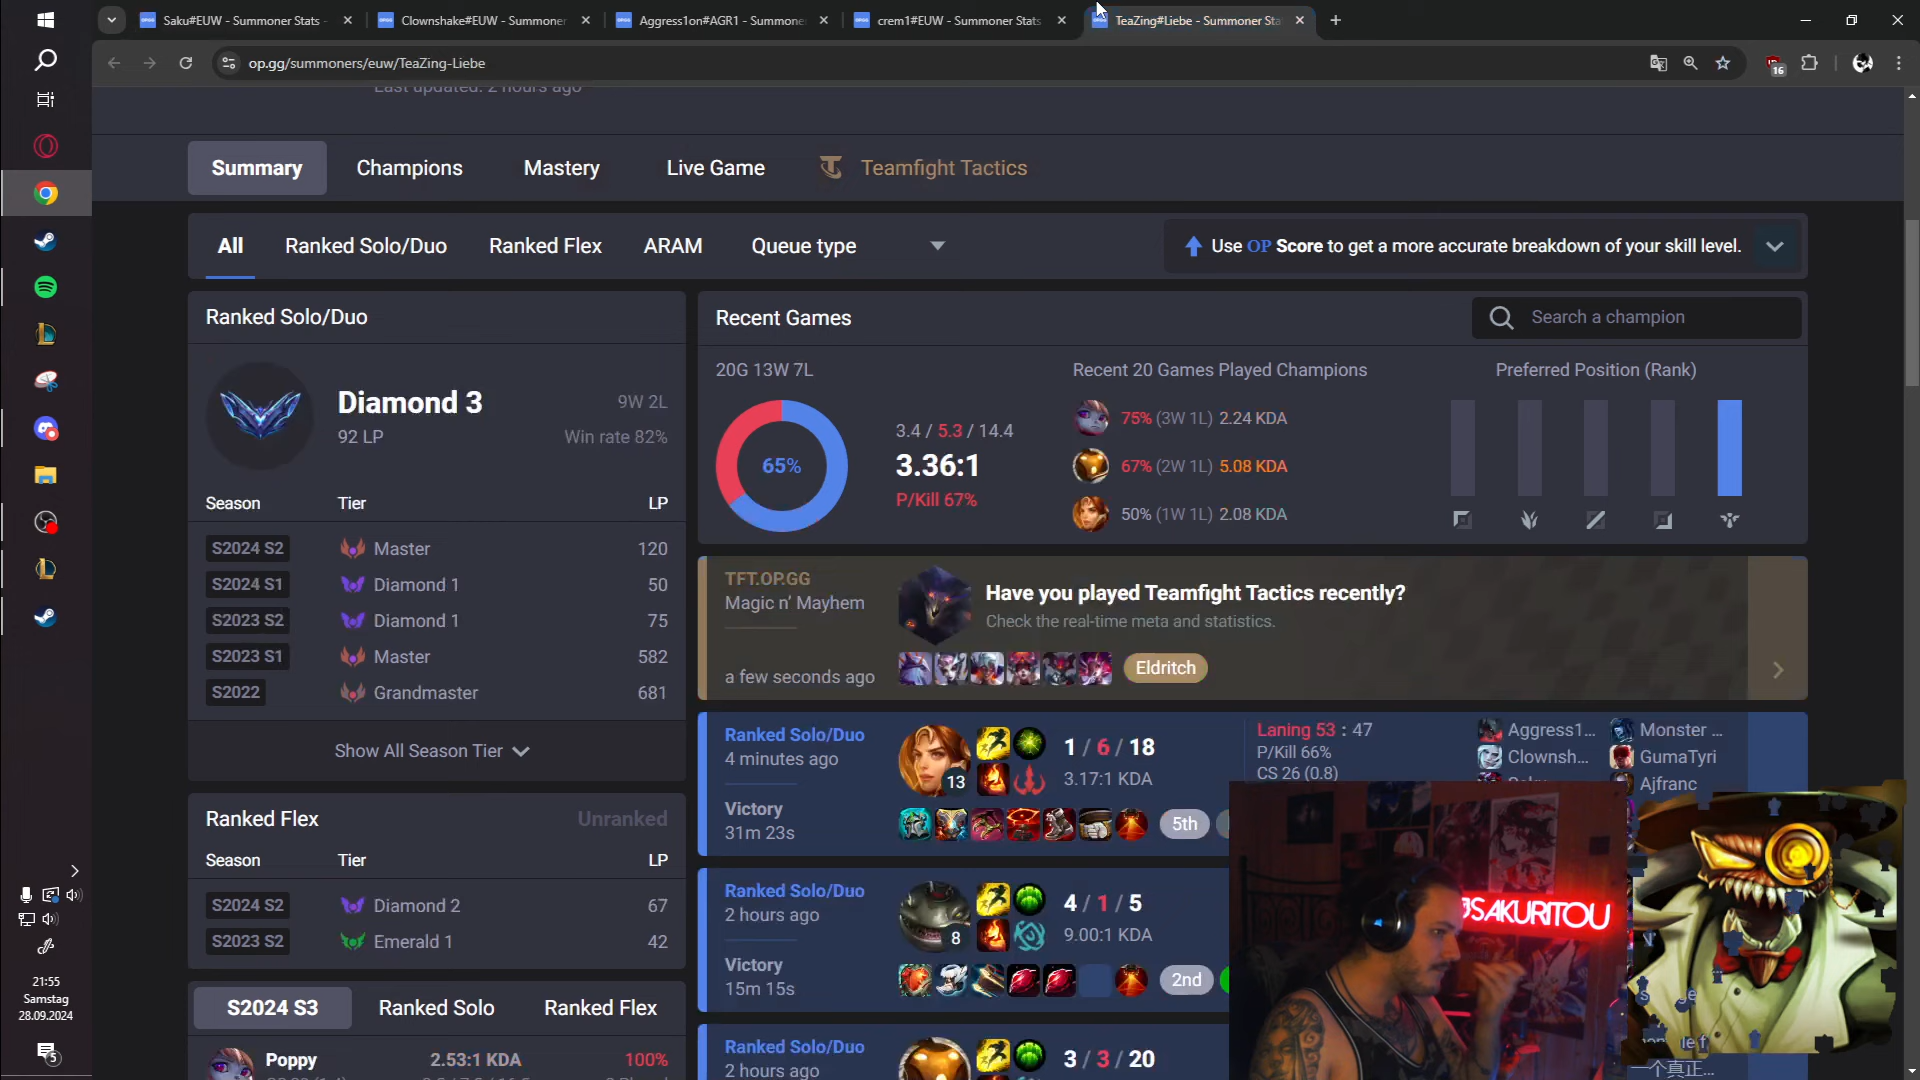 Saku#EUW - Summoner Stats -
Clownshake#EUW - Summoner
Aggress1on#AGR1 - Summone
crem1#EUW - Summoner Stats
TeaZing#Liebe - Summoner Sta
op.gg/summoners/euw/TeaZing-Liebe
16
Last updated: 2 hours ago
Summary
Champions
Mastery
Live Game
Teamfight Tactics
All
Ranked Solo/Duo
Ranked Flex
ARAM
Queue type
Use OP Score to get a more accurate breakdown of your skill level.
Ranked Solo/Duo
Diamond 3
9W 2L
92 LP
Win rate 82%
Season Tier LP
S2024 S2 Master 120
S2024 S1 Diamond 1 50
S2023 S2 Diamond 1 75
S2023 S1 Master 582
S2022 Grandmaster 681
Show All Season Tier
Ranked Flex Unranked
Season Tier LP
S2024 S2 Diamond 2 67
S2023 S2 Emerald 1 42
S2024 S3 Ranked Solo Ranked Flex
Poppy 2.53:1 KDA 100%
Recent Games
Search a champion
20G 13W 7L
65%
3.4 / 5.3 / 14.4
3.36:1
P/Kill 67%
Recent 20 Games Played Champions
75% (3W 1L) 2.24 KDA
67% (2W 1L) 5.08 KDA
50% (1W 1L) 2.08 KDA
Preferred Position (Rank)
TFT.OP.GG
Magic n' Mayhem
a few seconds ago
Have you played Teamfight Tactics recently?
Check the real-time meta and statistics.
Eldritch
Ranked Solo/Duo
4 minutes ago
Victory
31m 23s
13
1 / 6 / 18
3.17:1 KDA
5th
Laning 53 : 47
P/Kill 66%
CS 26 (0.8)
Aggress1...
Clownsh...
Monster ...
GumaTyri
Ajfranc
Ranked Solo/Duo
2 hours ago
Victory
15m 15s
8
4 / 1 / 5
9.00:1 KDA
2nd
Ranked Solo/Duo
2 hours ago
3 / 3 / 20
@SAKURITOU
一个真正...
21:55
Samstag
28.09.2024
5